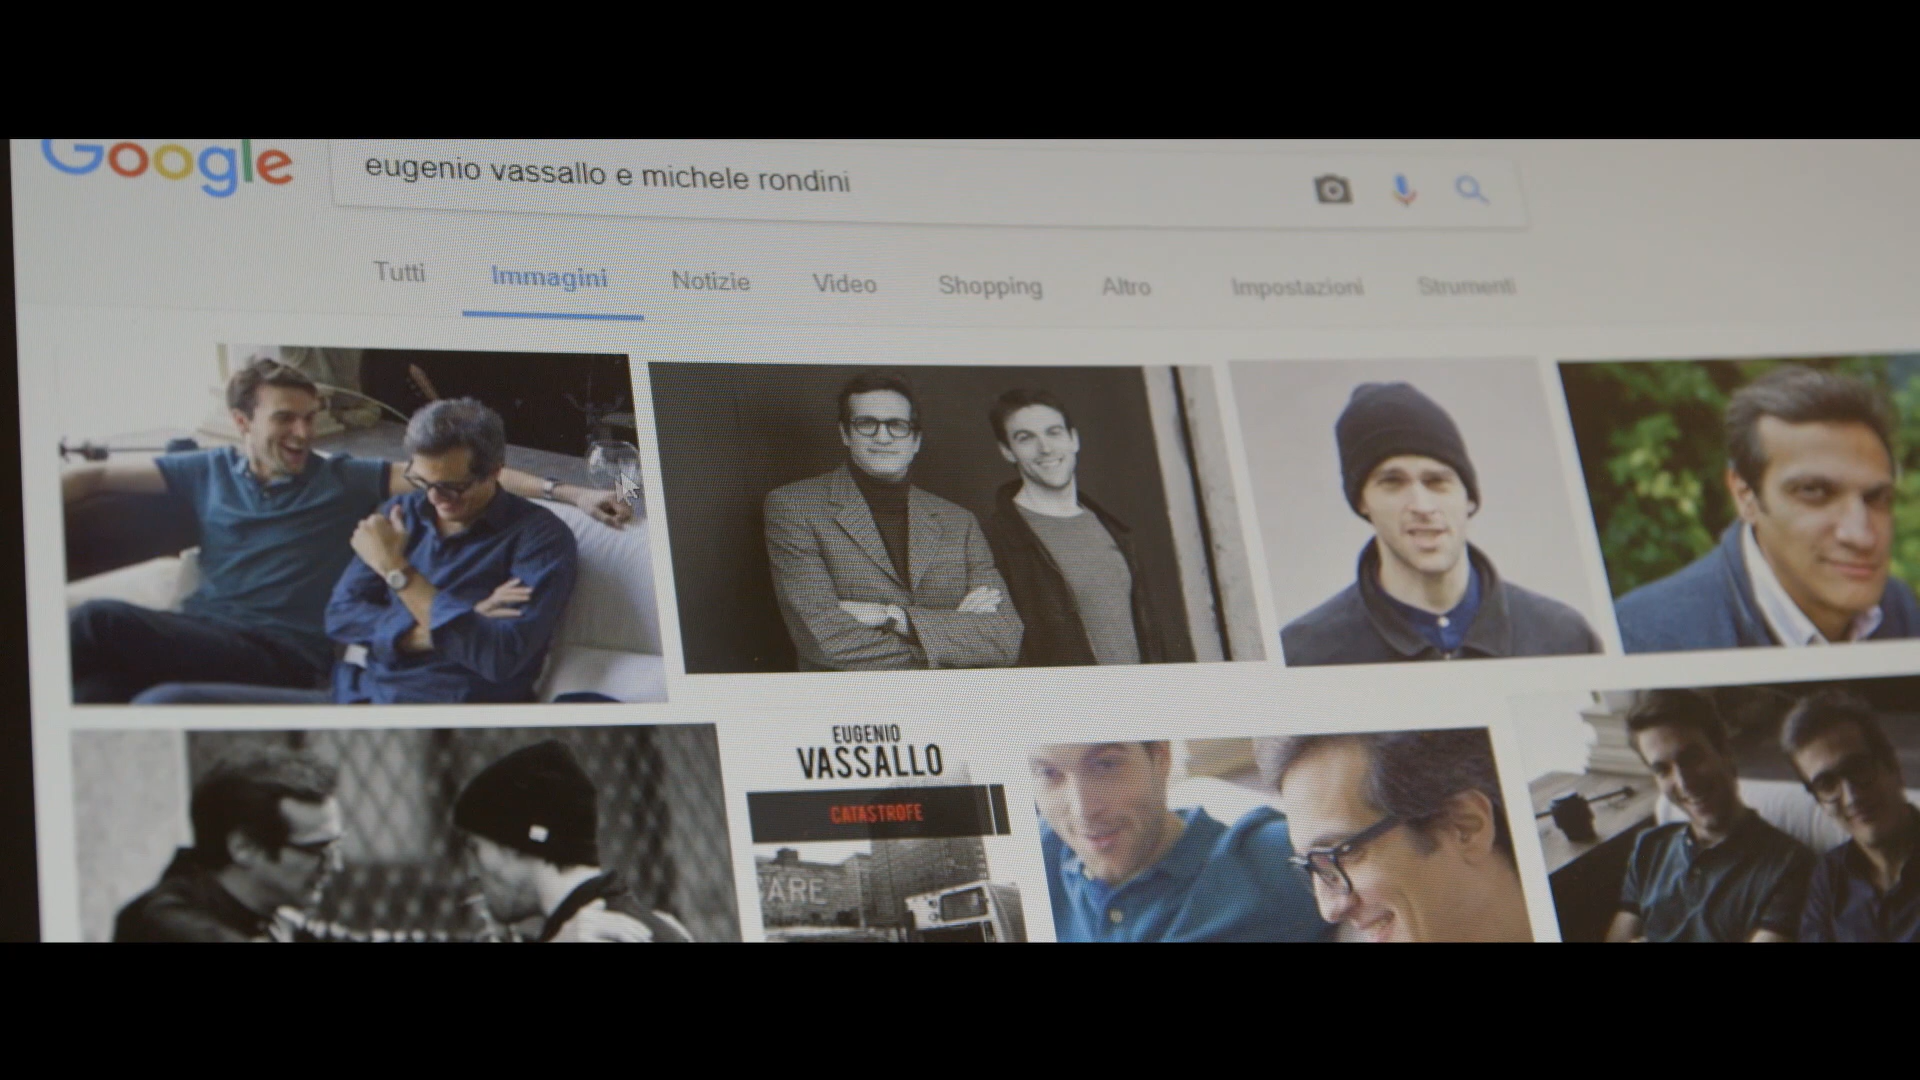 Google
eugenio vassallo e michele rondini
Tutti Immagini Notizie Video Shopping Altro Impostazioni Strumenti
EUGENIO
VASSALLO
CATASTROFE
ARE